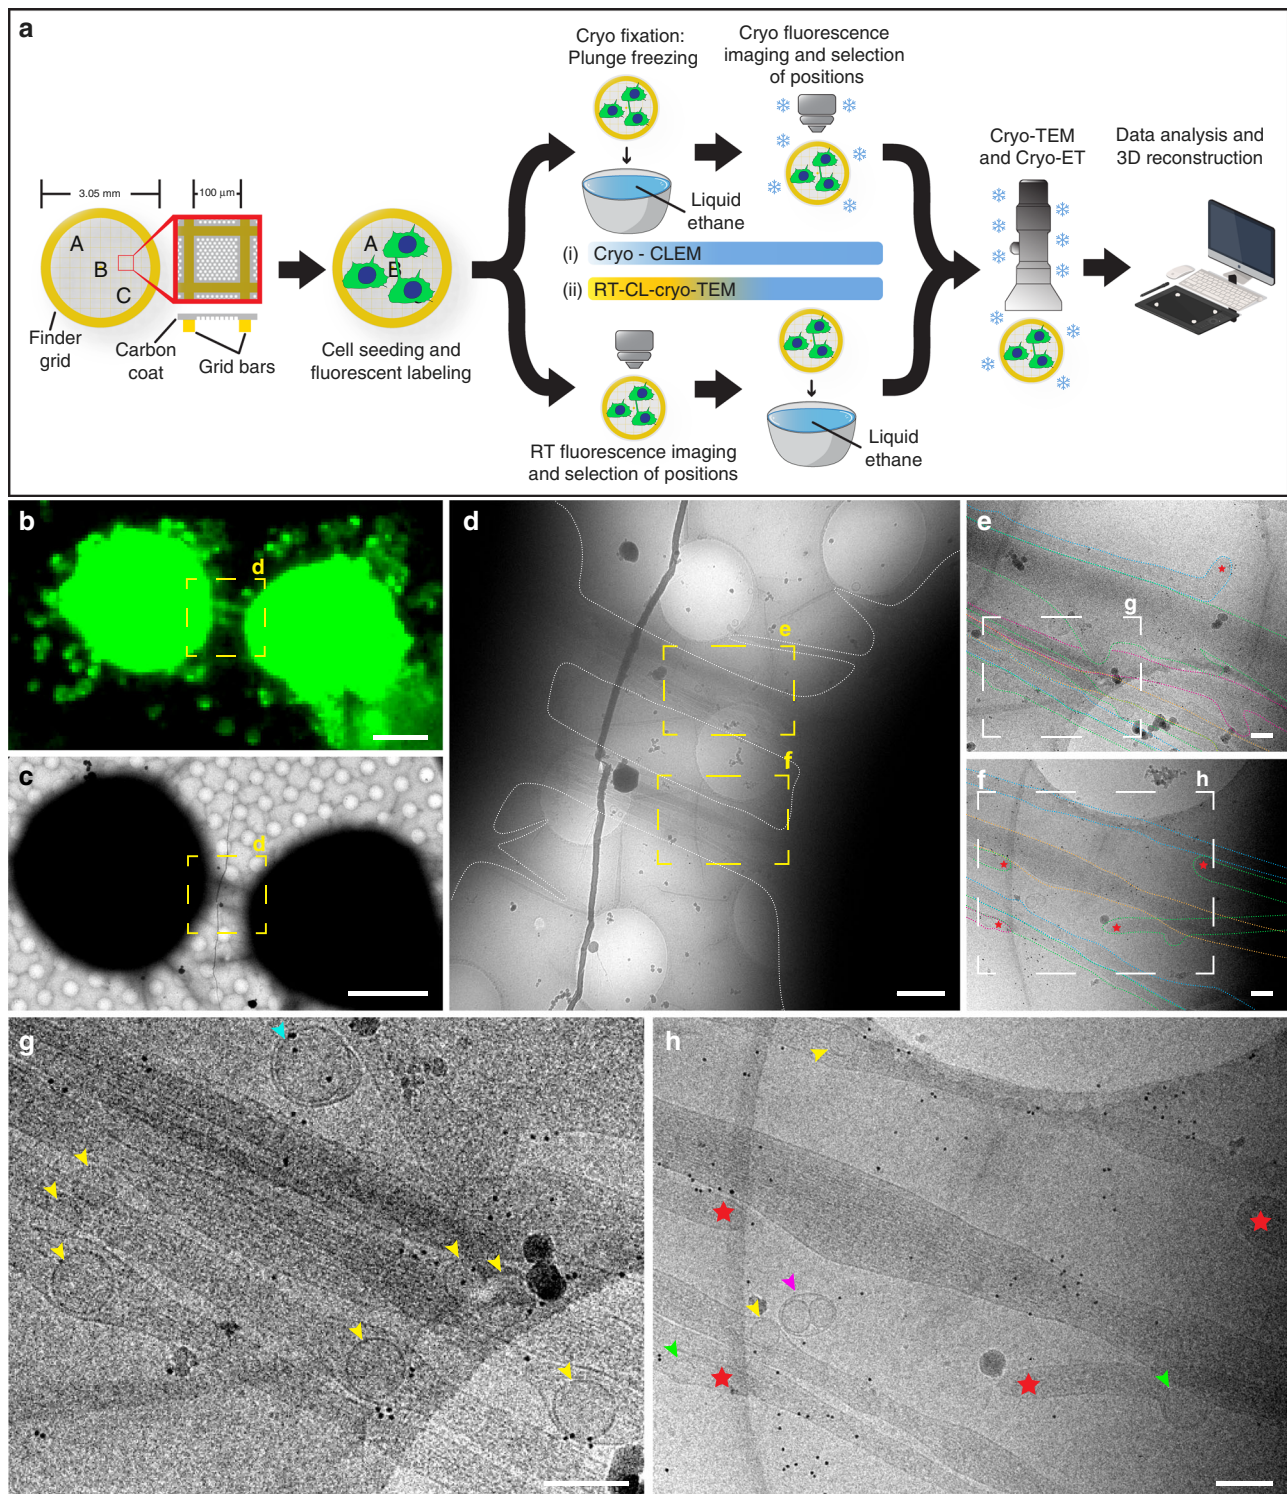 a
Cryo fixation:
Plunge freezing
Cryo fluorescence
imaging and selection
of positions
Cryo-TEM
and Cryo-ET
Data analysis and
3D reconstruction
3.05 mm
100 µm
A
B
C
A
B
Liquid
ethane
(i) Cryo - CLEM
(ii) RT-CL-cryo-TEM
Finder
grid
Carbon
coat
Grid bars
Cell seeding and
fluorescent labeling
RT fluorescence imaging
and selection of positions
Liquid
ethane
b
d
c
d
d
e
f
e
g
f
h
g
h